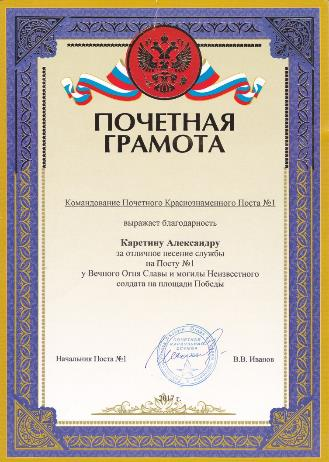 ПОЧЕТНАЯ
ГРАМОТА
Командование Почетного Краснознаменного Поста №1
выражает благодарность
Каретину Александру
за отличное несение службы
на Посту №1
у Вечного Огня Славы и могилы Неизвестного
солдата на площади Победы
Начальник Поста №1
В.В. Иванов
2017 г.